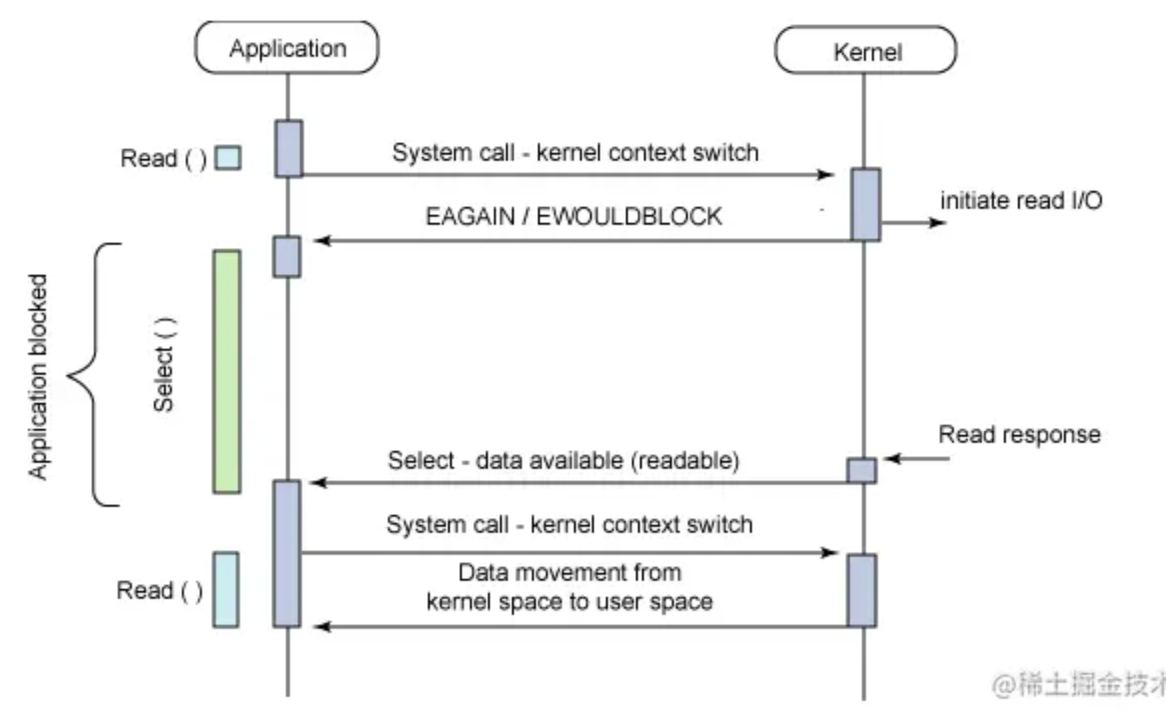 Application
Kernel
Read ( )
System call - kernel context switch
initiate read I/O
EAGAIN / EWOULDBLOCK
Application blocked
Select ( )
Read response
Select - data available (readable)
System call - kernel context switch
Data movement from
kernel space to user space
Read ( )
@稀土掘金技术